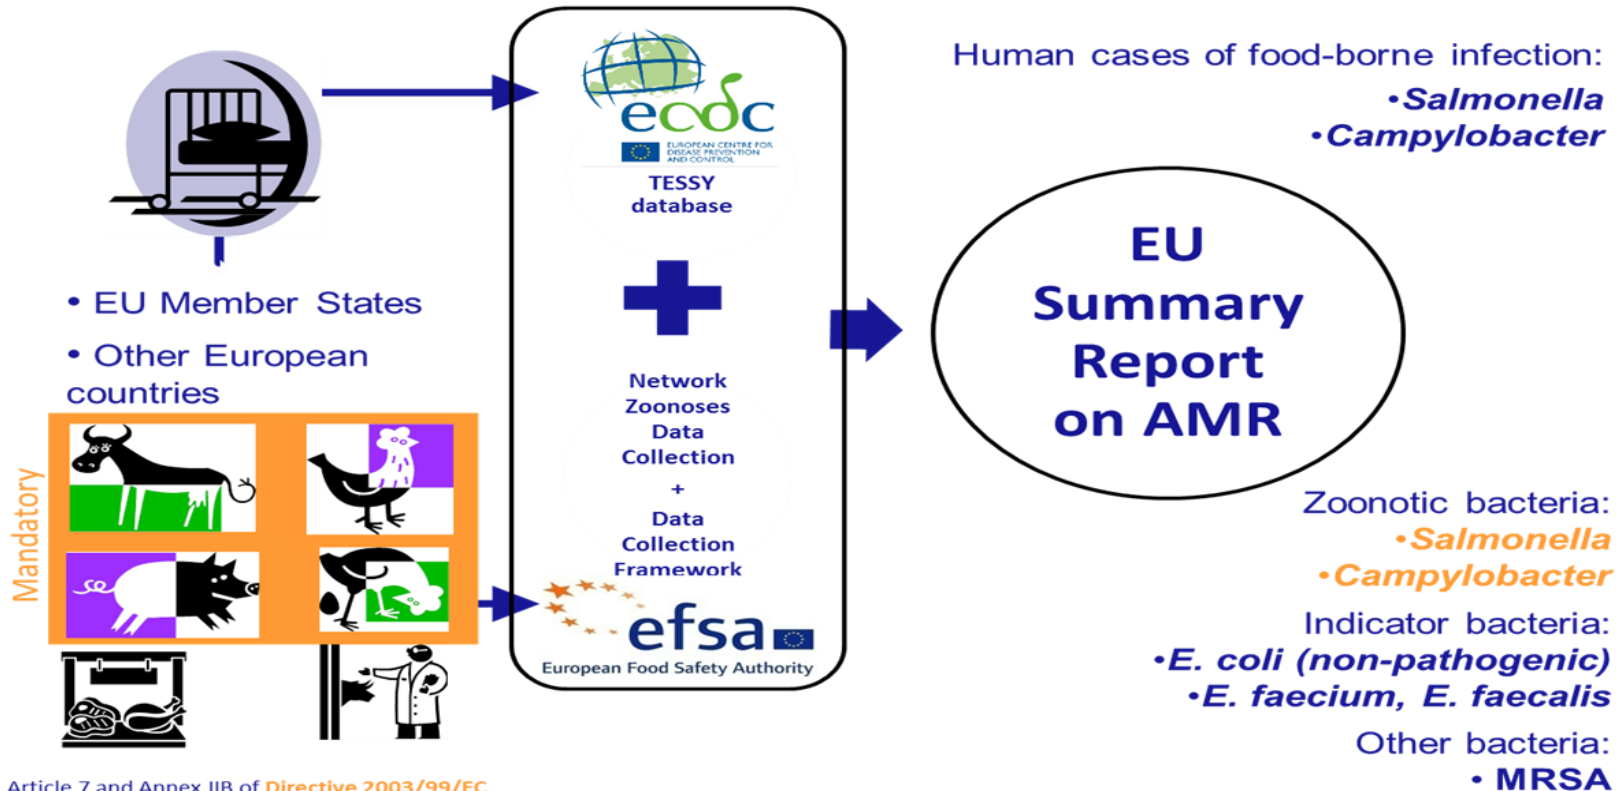 ecdc
EUROPEAN CENTRE FOR
DISEASE PREVENTION
AND CONTROL
TESSY
database
Network
Zoonoses
Data
Collection
+
Data
Collection
Framework
efsa
European Food Safety Authority
• EU Member States
• Other European
countries
Mandatory
Article 7 and Annex IIB of Directive 2003/99/EC
EU
Summary
Report
on AMR
Human cases of food-borne infection:
•Salmonella
•Campylobacter
Zoonotic bacteria:
•Salmonella
•Campylobacter
Indicator bacteria:
•E. coli (non-pathogenic)
•E. faecium, E. faecalis
Other bacteria:
• MRSA